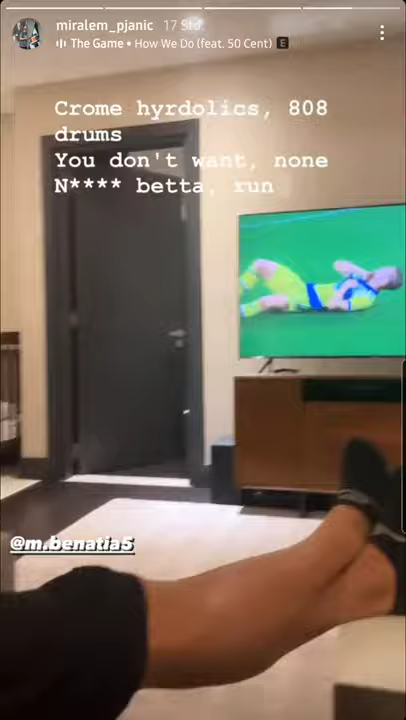 miralem_pjanic 17 Std.
The Game • How We Do (feat. 50 Cent) E
Crome hyrdolics, 808
drums
You don't want, none
N**** betta, run
@m.benatia5